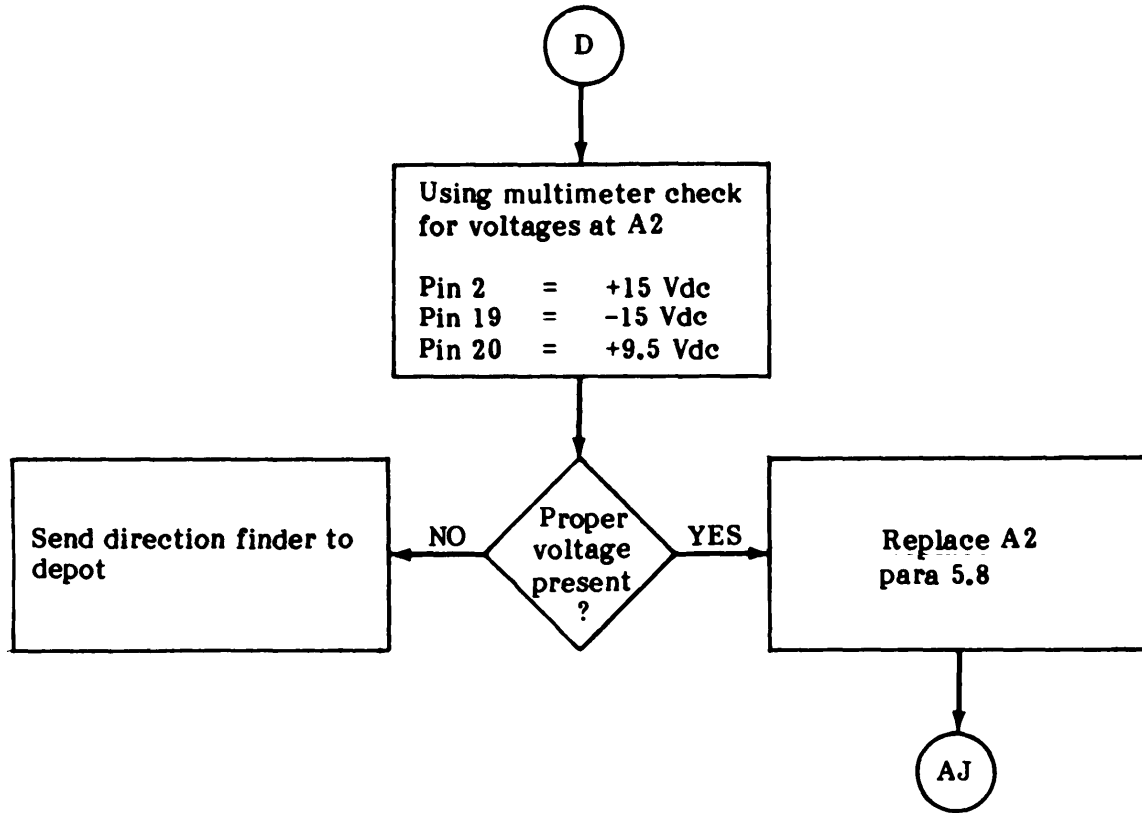 D
Using multimeter check
for voltages at A2
Pin 2 = +15 Vdc
Pin 19 = -15 Vdc
Pin 20 = +9.5 Vdc
Proper
voltage
present
?
NO
YES
Send direction finder to
depot
Replace A2
para 5.8
AJ